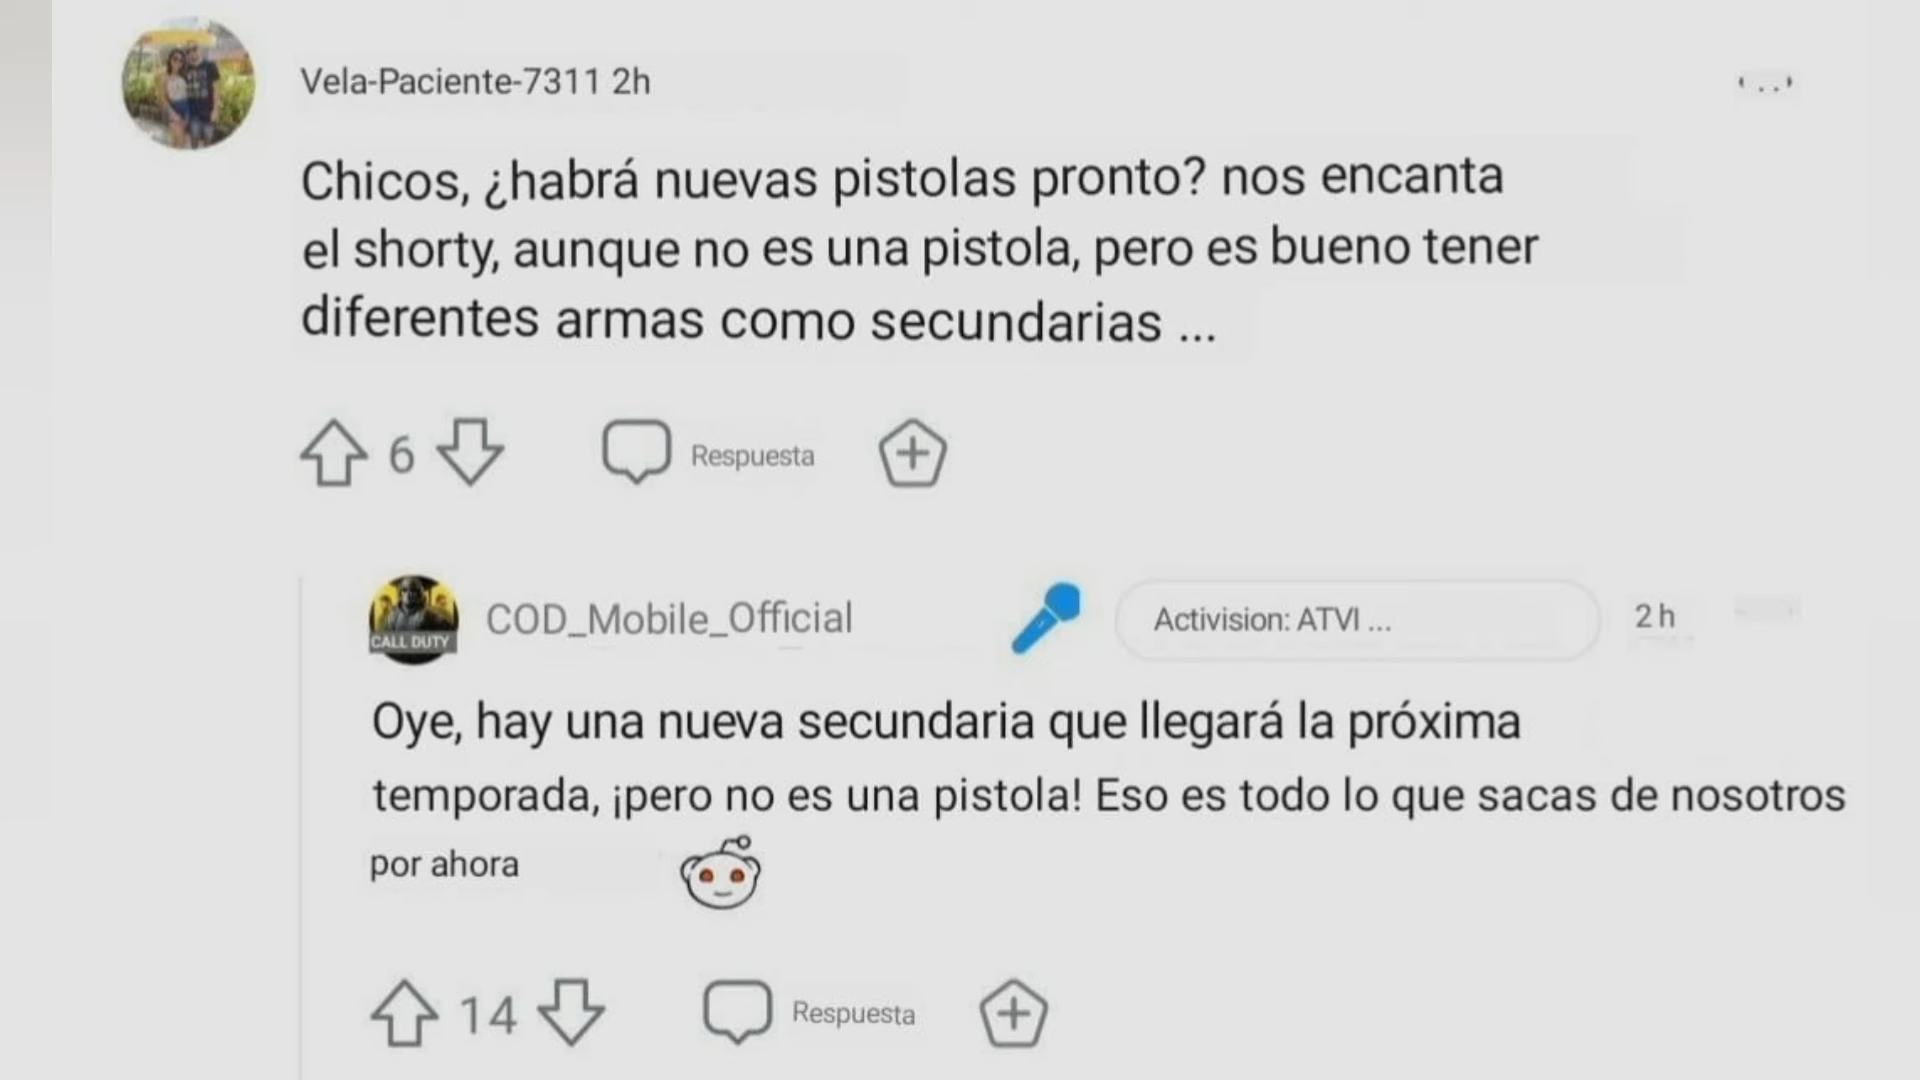 Vela-Paciente-7311 2h
Chicos, ¿habrá nuevas pistolas pronto? nos encanta
el shorty, aunque no es una pistola, pero es bueno tener
diferentes armas como secundarias ...
6 Respuesta
CALL DUTY
COD_Mobile_Official Activision: ATVI ... 2 h
Oye, hay una nueva secundaria que llegará la próxima
temporada, ¡pero no es una pistola! Eso es todo lo que sacas de nosotros
por ahora
14 Respuesta